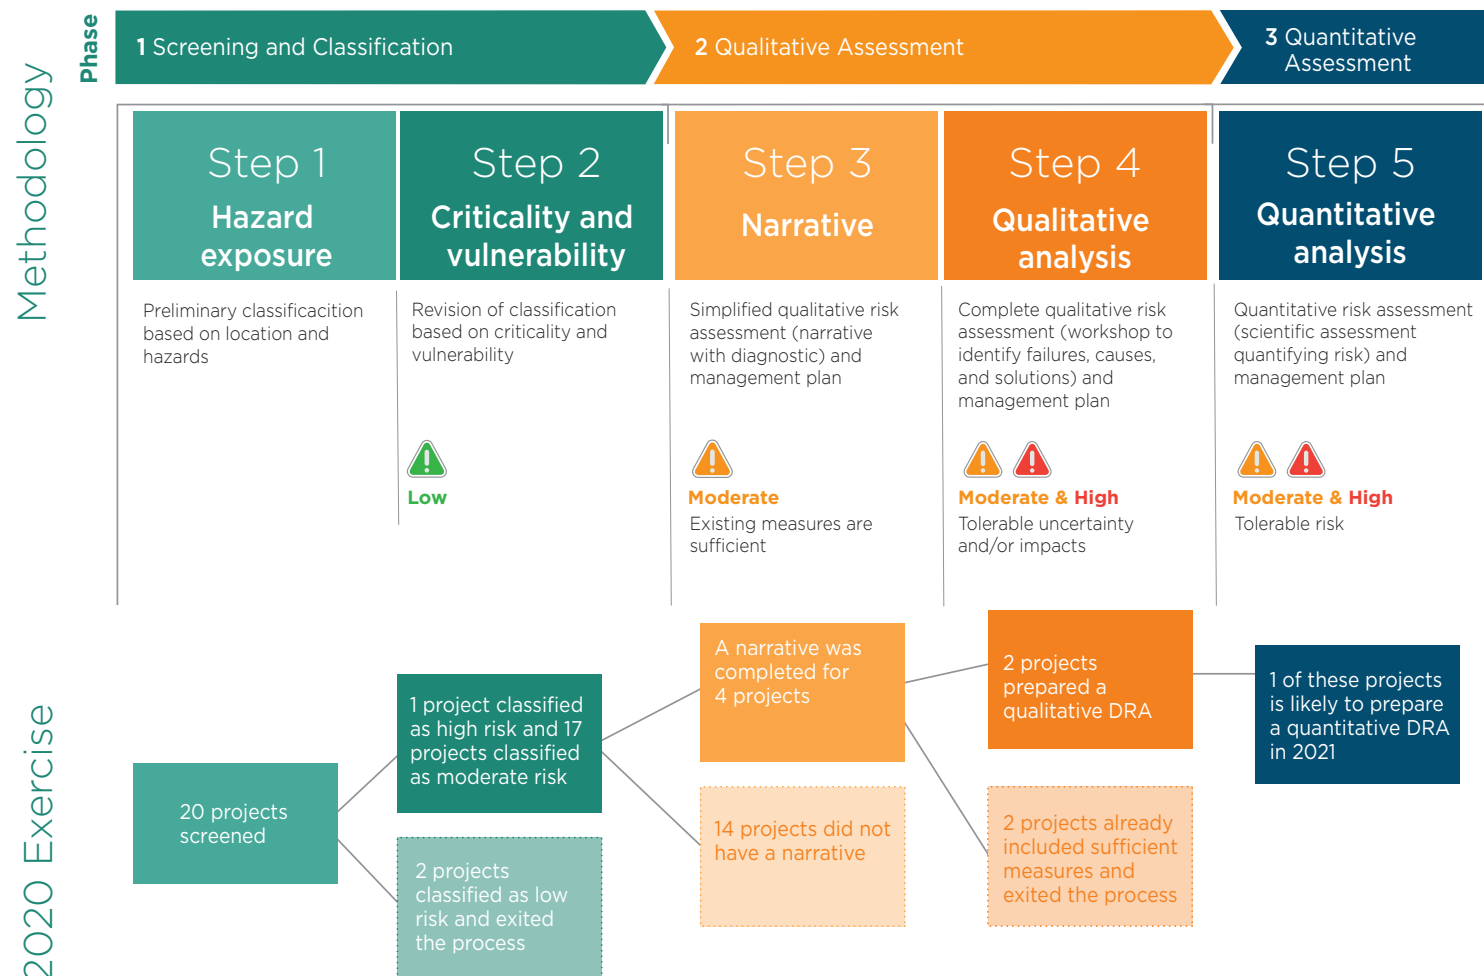 Methodology
Phase
1 Screening and Classification
2 Qualitative Assessment
3 Quantitative
Assessment
Step 1
Hazard
exposure
Step 2
Criticality and
vulnerability
Step 3
Narrative
Step 4
Qualitative
analysis
Step 5
Quantitative
analysis
Preliminary classificacition
based on location and
hazards
Revision of classification
based on criticality and
vulnerability
Low
Simplified qualitative risk
assessment (narrative
with diagnostic) and
management plan
Moderate
Existing measures are
sufficient
Complete qualitative risk
assessment (workshop to
identify failures, causes,
and solutions) and
management plan
Moderate & High
Tolerable uncertainty
and/or impacts
Quantitative risk assessment
(scientific assessment
quantifying risk) and
management plan
Moderate & High
Tolerable risk
2020 Exercise
20 projects
screened
1 project classified
as high risk and 17
projects classified
as moderate risk
2 projects
classified as low
risk and exited
the process
A narrative was
completed for
4 projects
14 projects did not
have a narrative
2 projects
prepared a
qualitative DRA
2 projects already
included sufficient
measures and
exited the process
1 of these projects
is likely to prepare
a quantitative DRA
in 2021